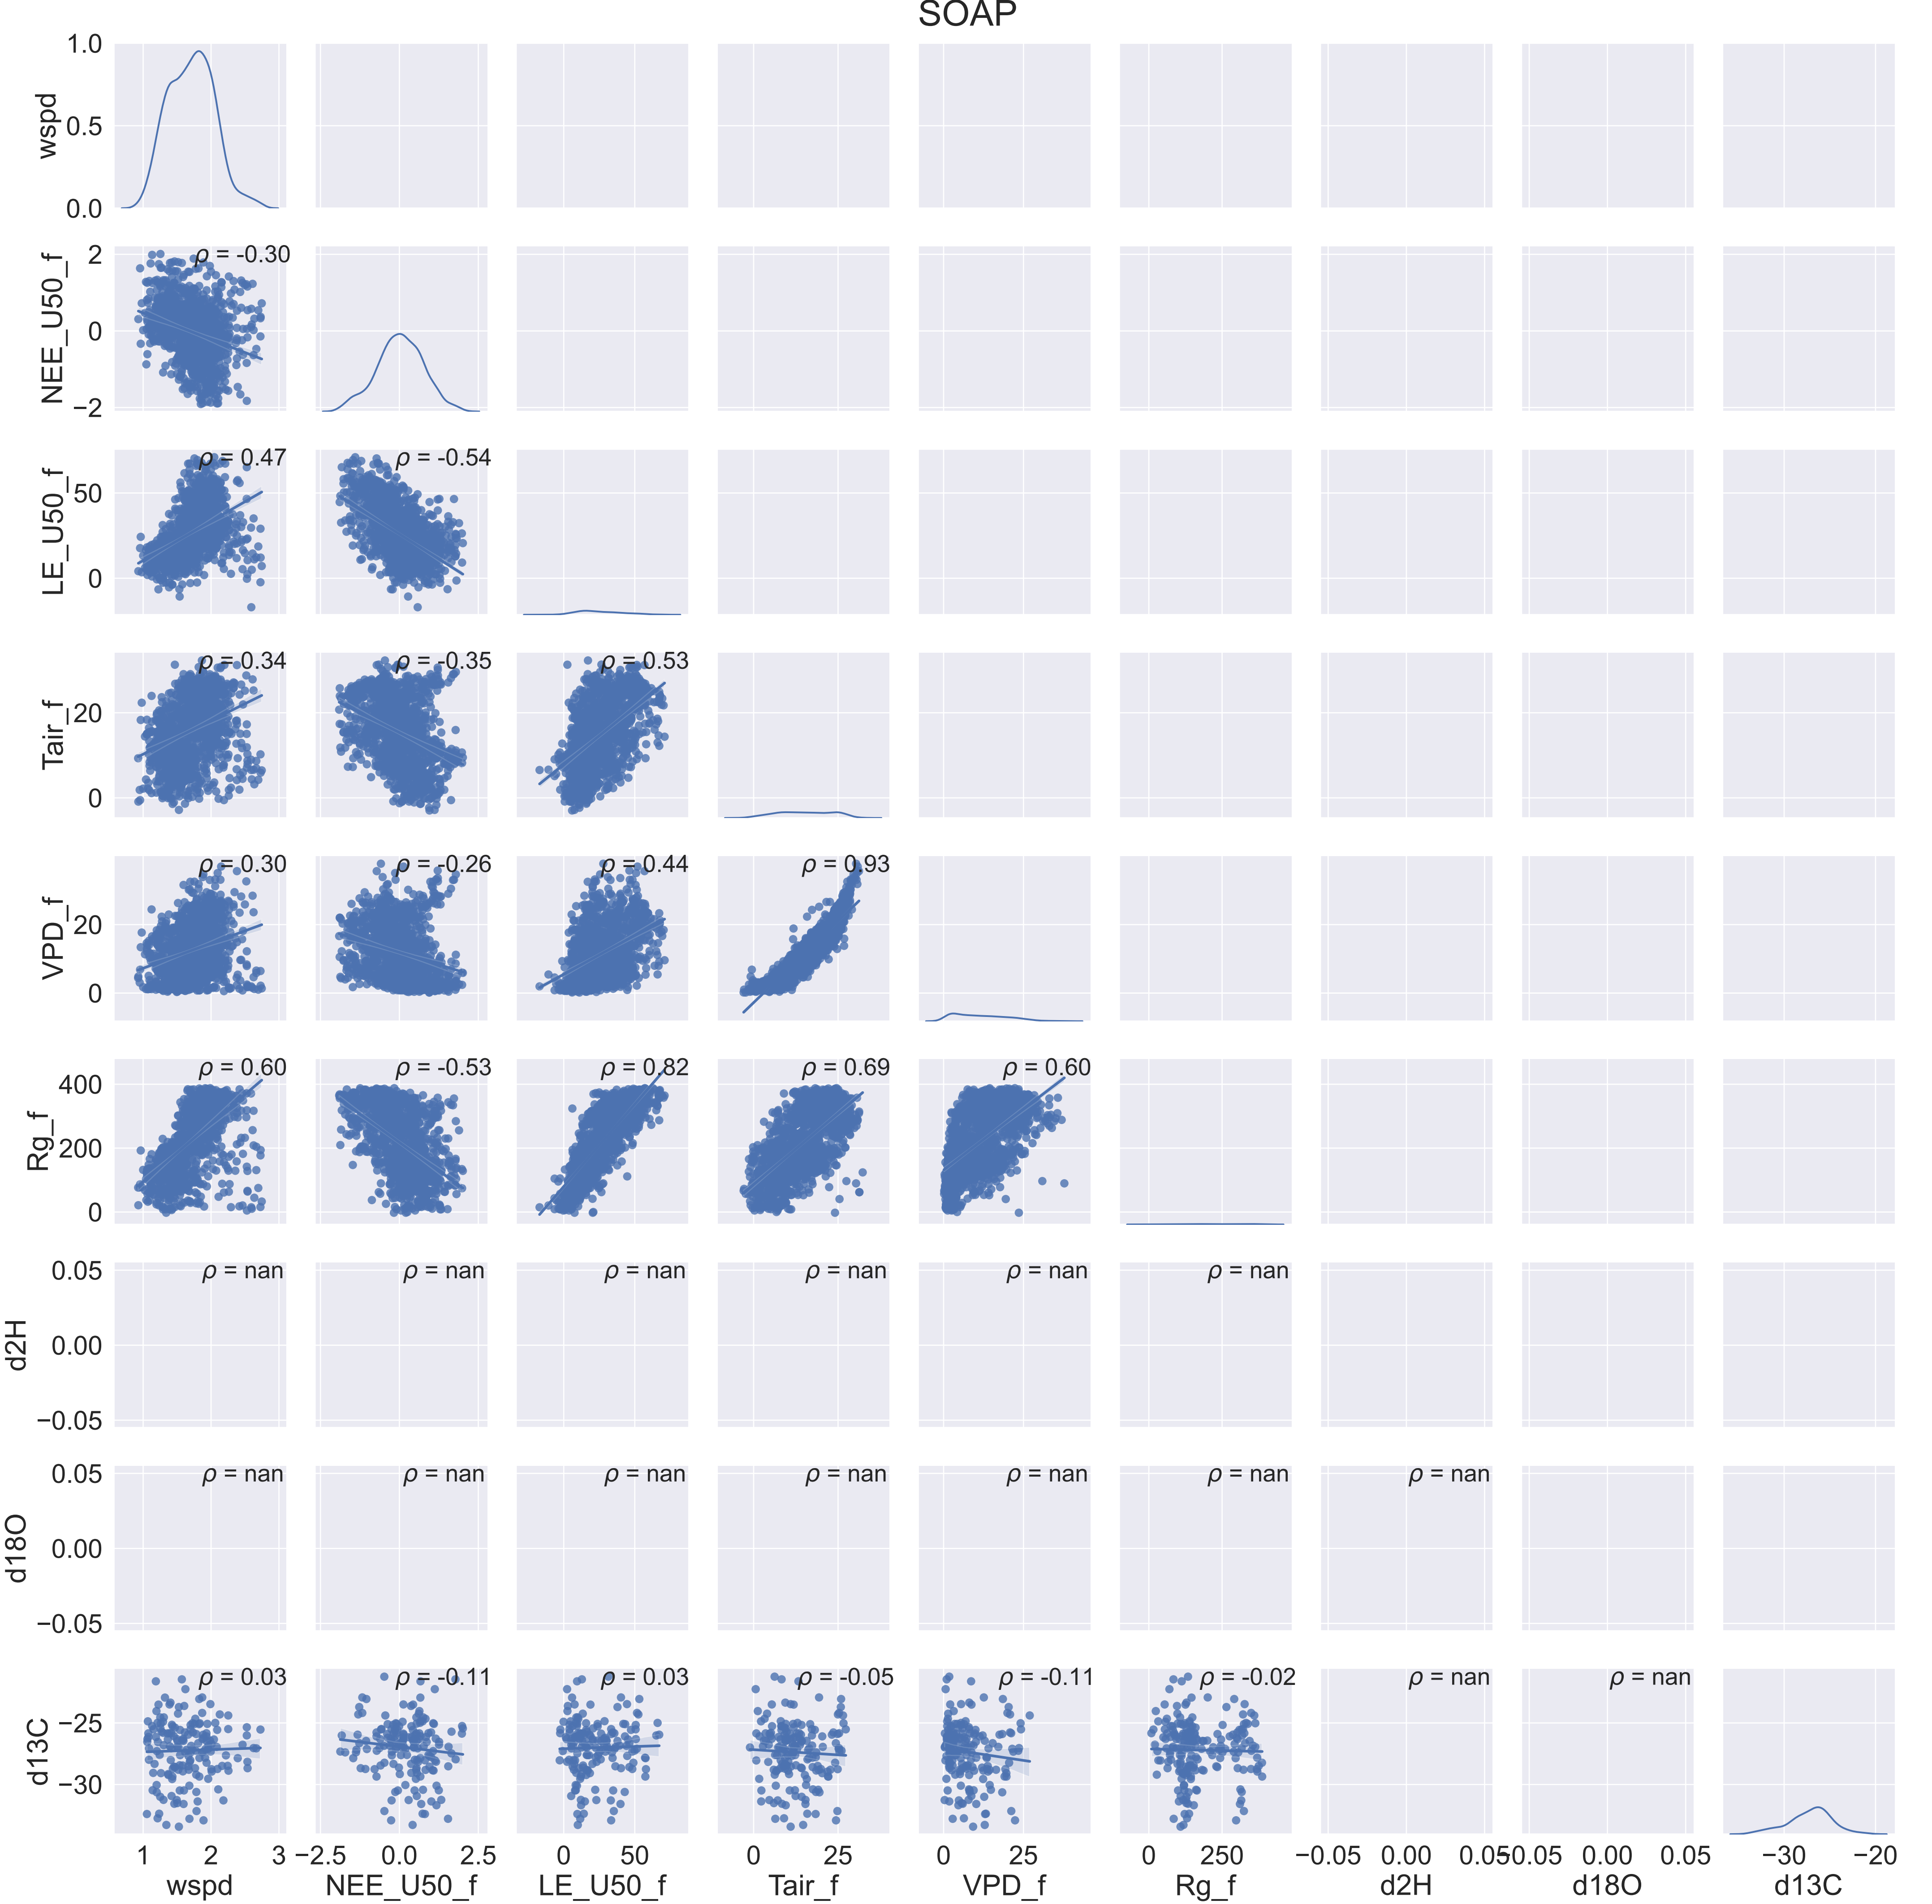 SOAP
1.0
0.5
0.0
wspd
2
0
−2
NEE_U50_f
ρ = -0.30
50
0
LE_U50_f
ρ = 0.47
ρ = -0.54
20
0
Tair_f
ρ = 0.34
ρ = -0.35
ρ = 0.53
20
0
VPD_f
ρ = 0.30
ρ = -0.26
ρ = 0.44
ρ = 0.93
400
200
0
Rg_f
ρ = 0.60
ρ = -0.53
ρ = 0.82
ρ = 0.69
ρ = 0.60
0.05
0.00
−0.05
d2H
ρ = nan
ρ = nan
ρ = nan
ρ = nan
ρ = nan
ρ = nan
0.05
0.00
−0.05
d18O
ρ = nan
ρ = nan
ρ = nan
ρ = nan
ρ = nan
ρ = nan
ρ = nan
−25
−30
d13C
ρ = 0.03
ρ = -0.11
ρ = 0.03
ρ = -0.05
ρ = -0.11
ρ = -0.02
ρ = nan
ρ = nan
1 2 3
wspd
−2.5 0.0 2.5
NEE_U50_f
0 50
LE_U50_f
0 25
Tair_f
0 25
VPD_f
0 250
Rg_f
−0.05 0.00 0.05
d2H
−0.05 0.00 0.05
d18O
−30 −20
d13C